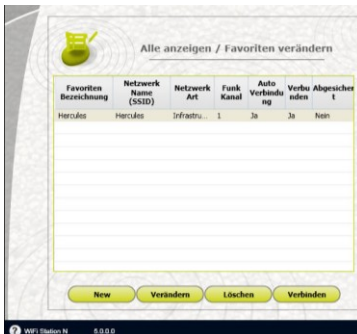 Alle anzeigen / Favoriten verändern
Favoriten Bezeichnung Netzwerk Name (SSID) Netzwerk Art Funk Kanal Auto Verbindu ng Verbu nden Abgesicher t
Hercules Hercules Infrastru... 1 Ja Ja Nein
New Verändern Löschen Verbinden
? WiFi Station N 5.0.0.0